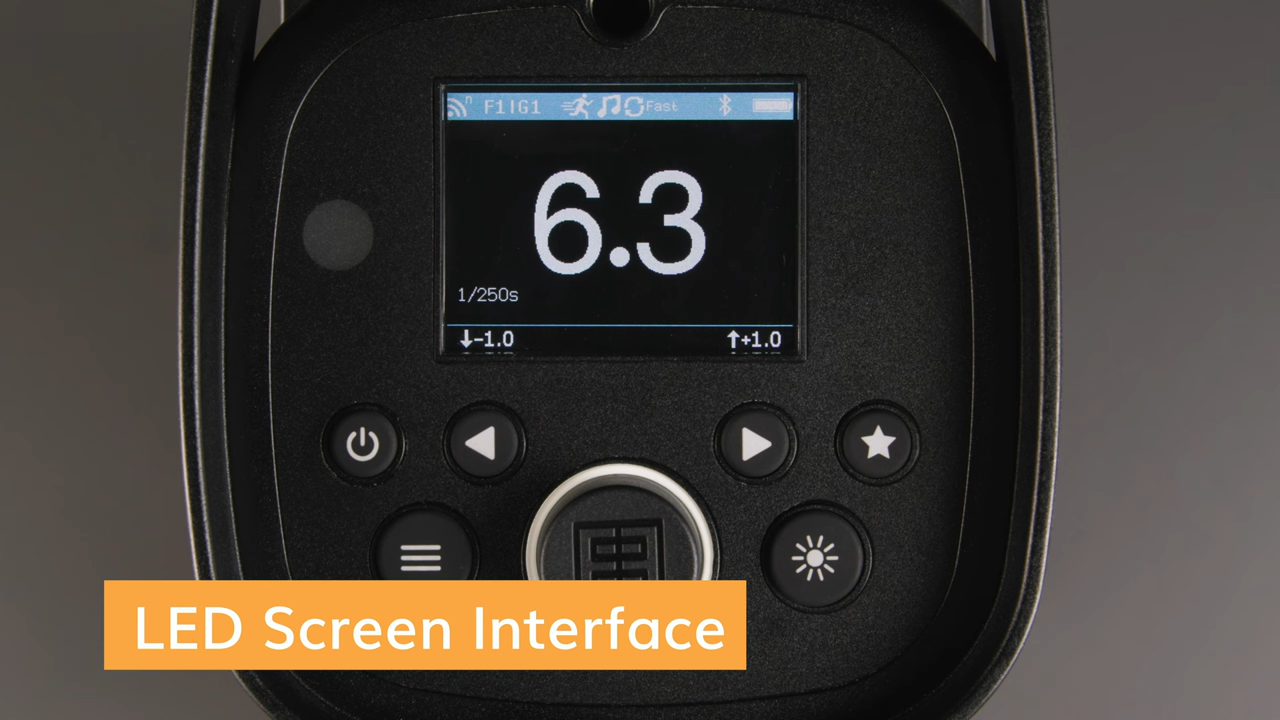 F1 G1 Fast
6.3
1/250s
-1.0 +1.0
LED Screen Interface